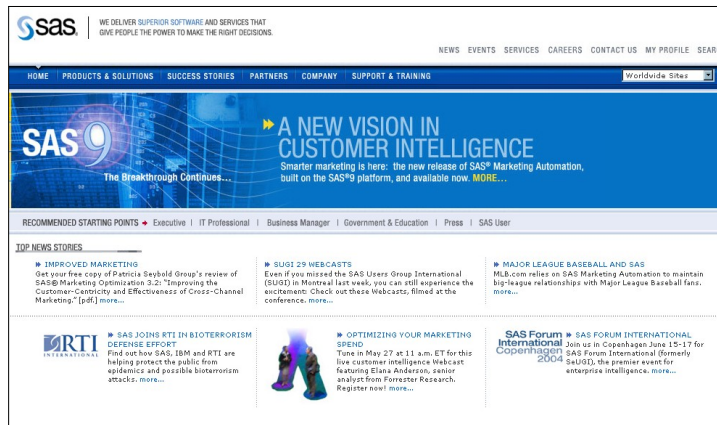 sas.
WE DELIVER SUPERIOR SOFTWARE AND SERVICES THAT
GIVE PEOPLE THE POWER TO MAKE THE RIGHT DECISIONS.
NEWS EVENTS SERVICES CAREERS CONTACT US MY PROFILE SEAR
HOME PRODUCTS & SOLUTIONS SUCCESS STORIES PARTNERS COMPANY SUPPORT & TRAINING Worldwide Sites
SAS 9
The Breakthrough Continues...
A NEW VISION IN
CUSTOMER INTELLIGENCE
Smarter marketing is here: the new release of SAS® Marketing Automation,
built on the SAS®9 platform, and available now. MORE...
RECOMMENDED STARTING POINTS Executive | IT Professional | Business Manager | Government & Education | Press | SAS User
TOP NEWS STORIES
IMPROVED MARKETING
Get your free copy of Patricia Seybold Group's review of
SAS® Marketing Optimization 3.2: "Improving the
Customer-Centricity and Effectiveness of Cross-Channel
Marketing." [pdf.] more...
SUGI 29 WEBCASTS
Even if you missed the SAS Users Group International
(SUGI) in Montreal last week, you can still experience the
excitement: Check out these Webcasts, filmed at the
conference. more...
MAJOR LEAGUE BASEBALL AND SAS
MLB.com relies on SAS Marketing Automation to maintain
big-league relationships with Major League Baseball fans.
more...
RTI
INTERNATIONAL
SAS JOINS RTI IN BIOTERRORISM
DEFENSE EFFORT
Find out how SAS, IBM and RTI are
helping protect the public from
epidemics and possible bioterrorism
attacks. more...
OPTIMIZING YOUR MARKETING
SPEND
Tune in May 27 at 11 a.m. ET for this
live customer intelligence Webcast
featuring Elana Anderson, senior
analyst from Forrester Research.
Register now! more...
SAS Forum
International
Copenhagen
2004
SAS FORUM INTERNATIONAL
Join us in Copenhagen June 15-17 for
SAS Forum International (formerly
SeUGI), the premier event for
enterprise intelligence. more...